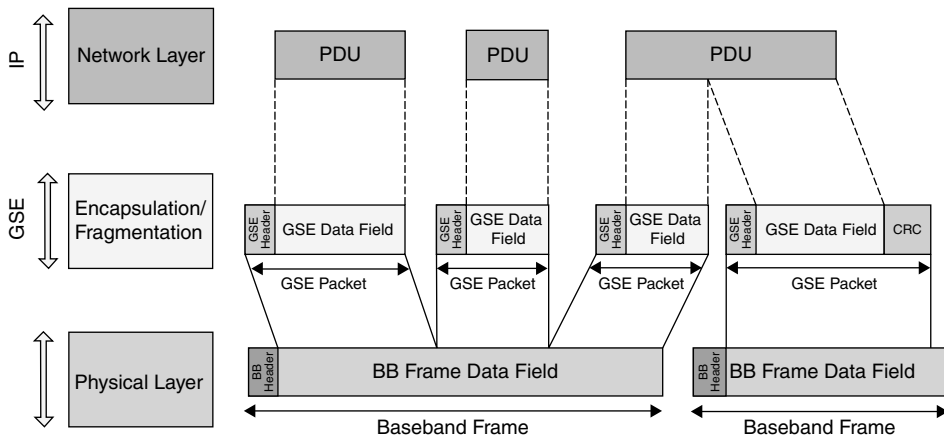 IP
Network Layer
PDU
PDU
PDU
GSE
Encapsulation/
Fragmentation
GSE
Header
GSE Data Field
GSE
Header
GSE Data
Field
GSE
Header
GSE Data
Field
GSE
Header
GSE Data Field
CRC
GSE Packet
GSE Packet
GSE Packet
GSE Packet
Physical Layer
BB
Header
BB Frame Data Field
BB
Header
BB Frame Data Field
Baseband Frame
Baseband Frame